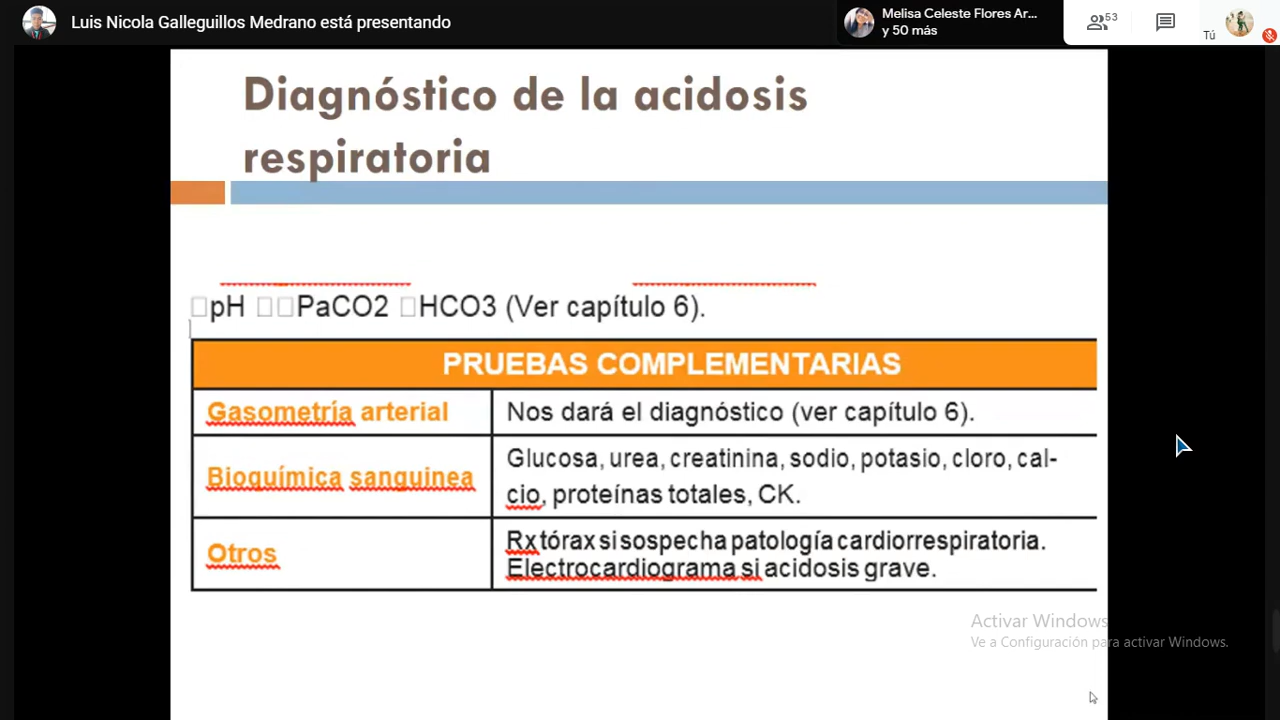 Luis Nicola Galleguillos Medrano está presentando
Melisa Celeste Flores Ar...
y 50 más
53
Tú
Diagnóstico de la acidosis
respiratoria
□pH □□PaCO2 □HCO3 (Ver capítulo 6).
PRUEBAS COMPLEMENTARIAS
Gasometría arterial
Nos dará el diagnóstico (ver capítulo 6).
Bioquímica sanguinea
Glucosa, urea, creatinina, sodio, potasio, cloro, cal-
cio, proteínas totales, CK.
Otros
Rx tórax si sospecha patología cardiorrespiratoria.
Electrocardiograma si acidosis grave.
Activar Windows
Ve a Configuración para activar Windows.